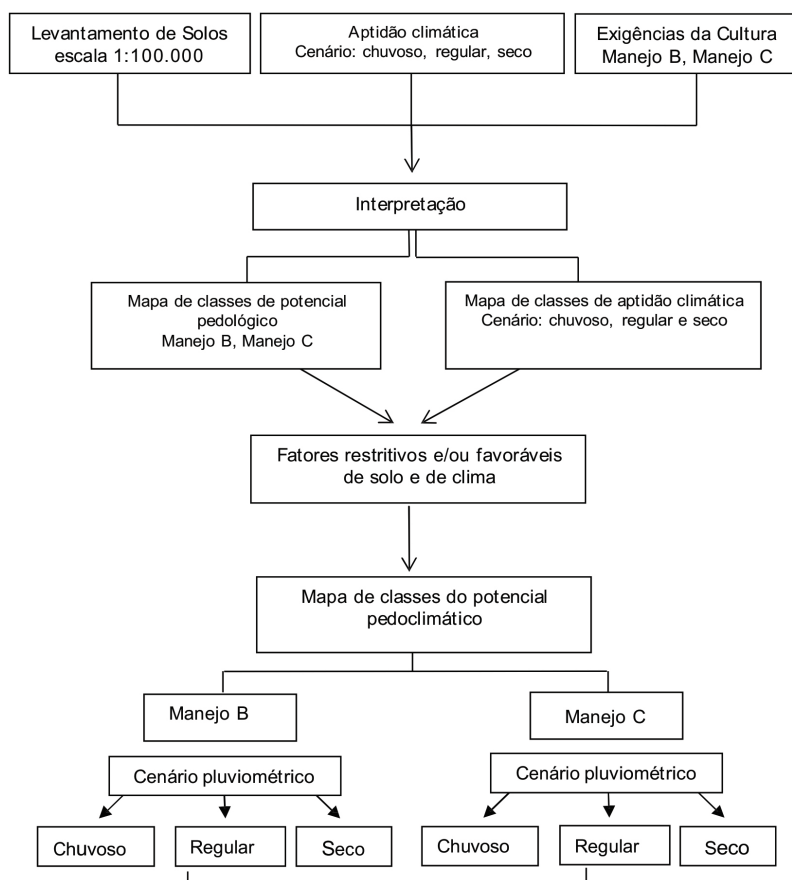 Levantamento de Solos
escala 1:100.000
Aptidão climática
Cenário: chuvoso, regular, seco
Exigências da Cultura
Manejo B, Manejo C
Interpretação
Mapa de classes de potencial
pedológico
Manejo B, Manejo C
Mapa de classes de aptidão climática
Cenário: chuvoso, regular e seco
Fatores restritivos e/ou favoráveis
de solo e de clima
Mapa de classes do potencial
pedoclimático
Manejo B
Manejo C
Cenário pluviométrico
Cenário pluviométrico
Chuvoso
Regular
Seco
Chuvoso
Regular
Seco